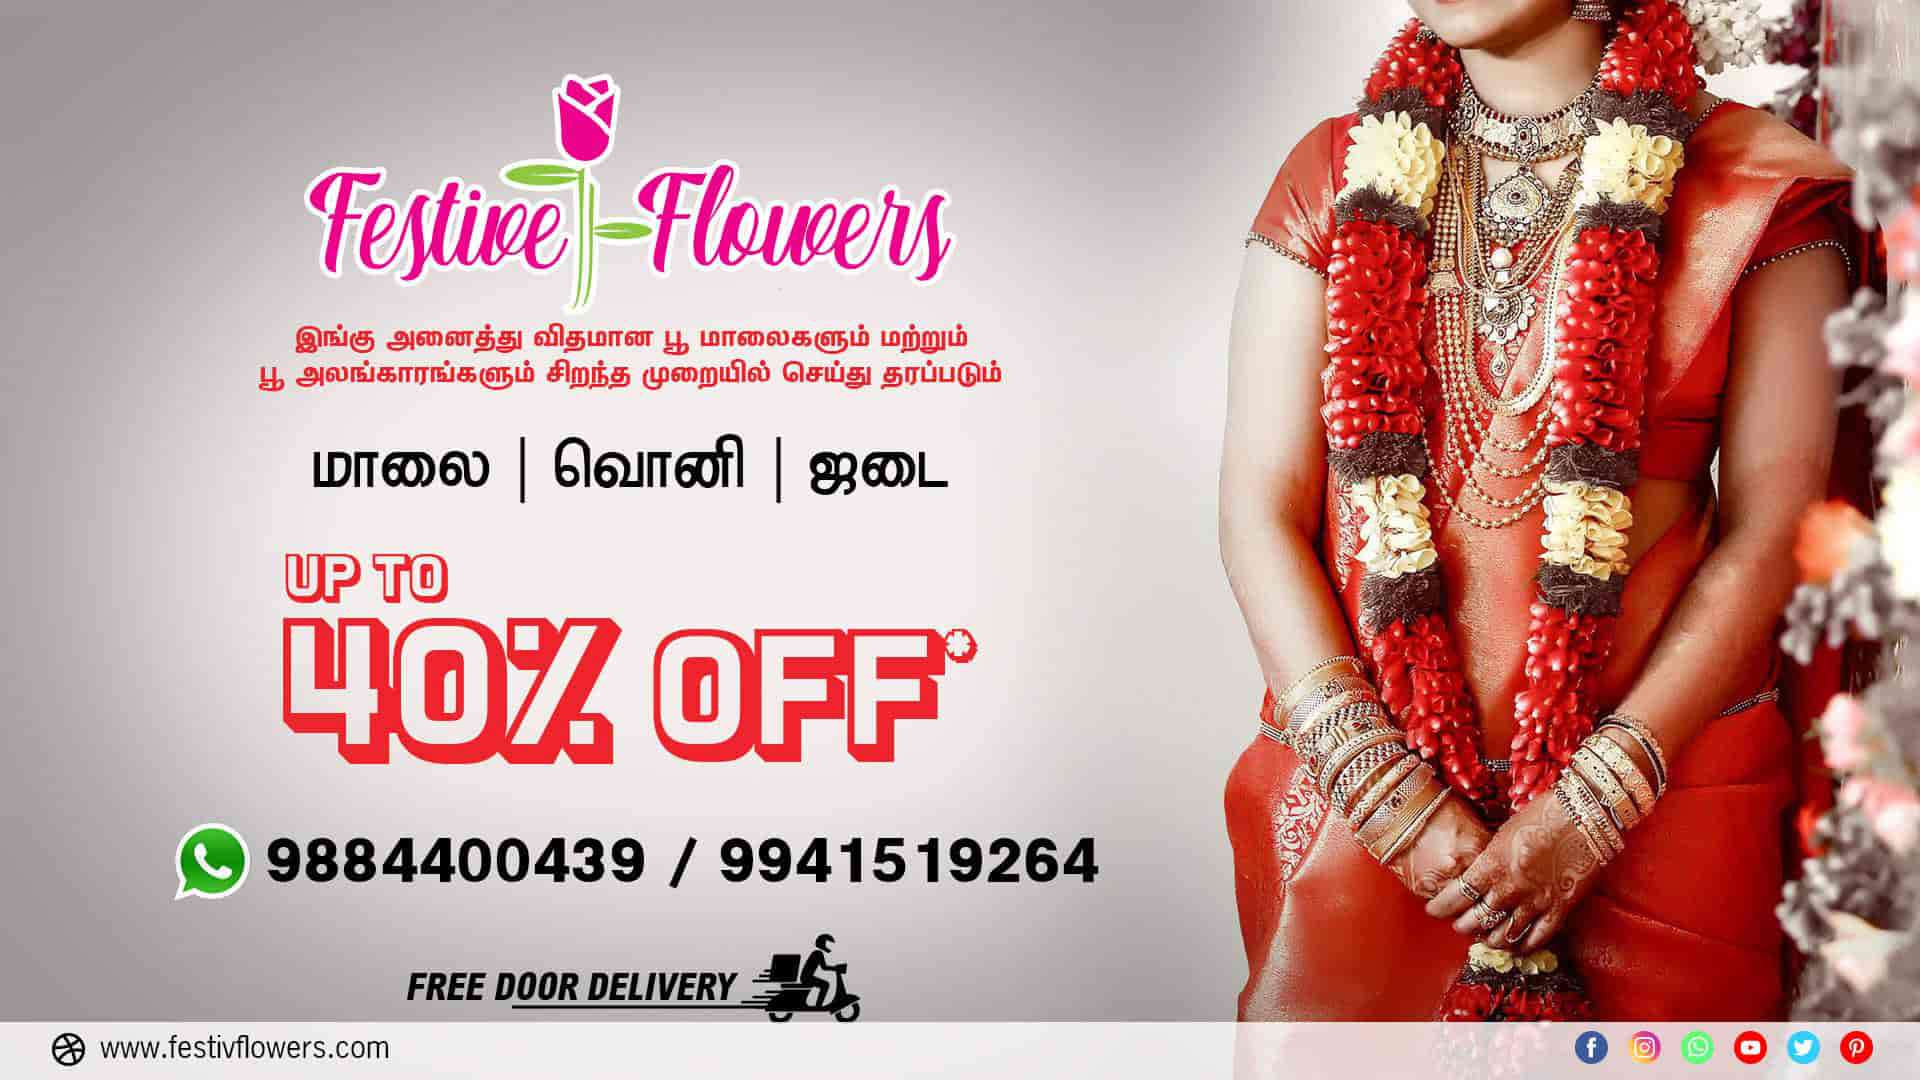 Festive Flowers
இங்கு அனைத்து விதமான பூ மாலைகளும் மற்றும்
பூ அலங்காரங்களும் சிறந்த முறையில் செய்து தரப்படும்
மாலை | வெணி | ஜடை
UP TO
40% OFF*
9884400439 / 9941519264
FREE DOOR DELIVERY
www.festivflowers.com